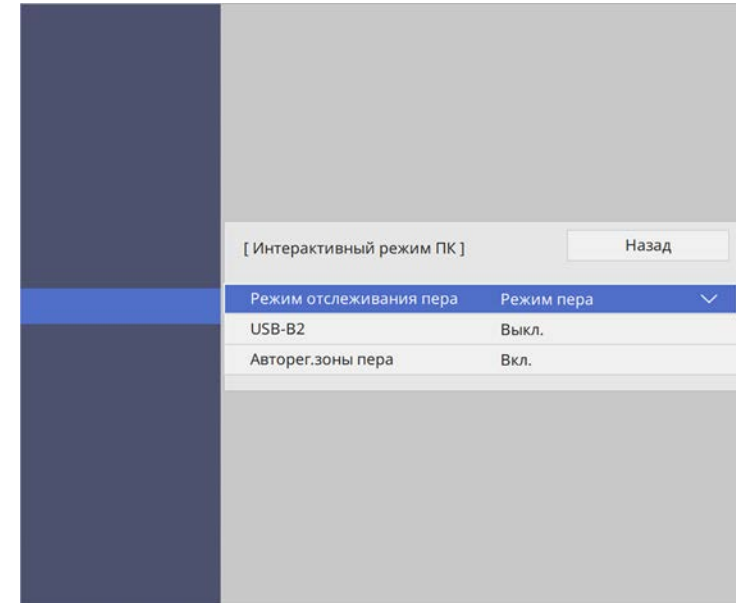 [ Интерактивный режим ПК ] Назад
Режим отслеживания пера Режим пера
USB-B2 Выкл.
Авторег.зоны пера Вкл.